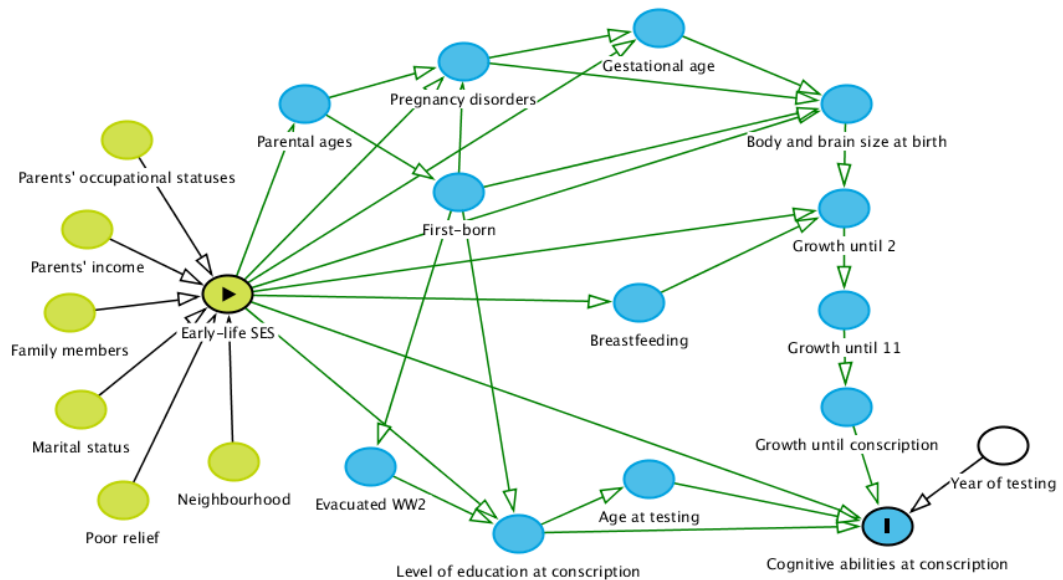 Gestational age
Pregnancy disorders
Parental ages
Body and brain size at birth
Parents' occupational statuses
First-born
Growth until 2
Parents' income
Early-life SES
Breastfeeding
Growth until 11
Family members
Marital status
Growth until conscription
Year of testing
Neighbourhood
Evacuated WW2
Age at testing
Poor relief
Level of education at conscription
Cognitive abilities at conscription